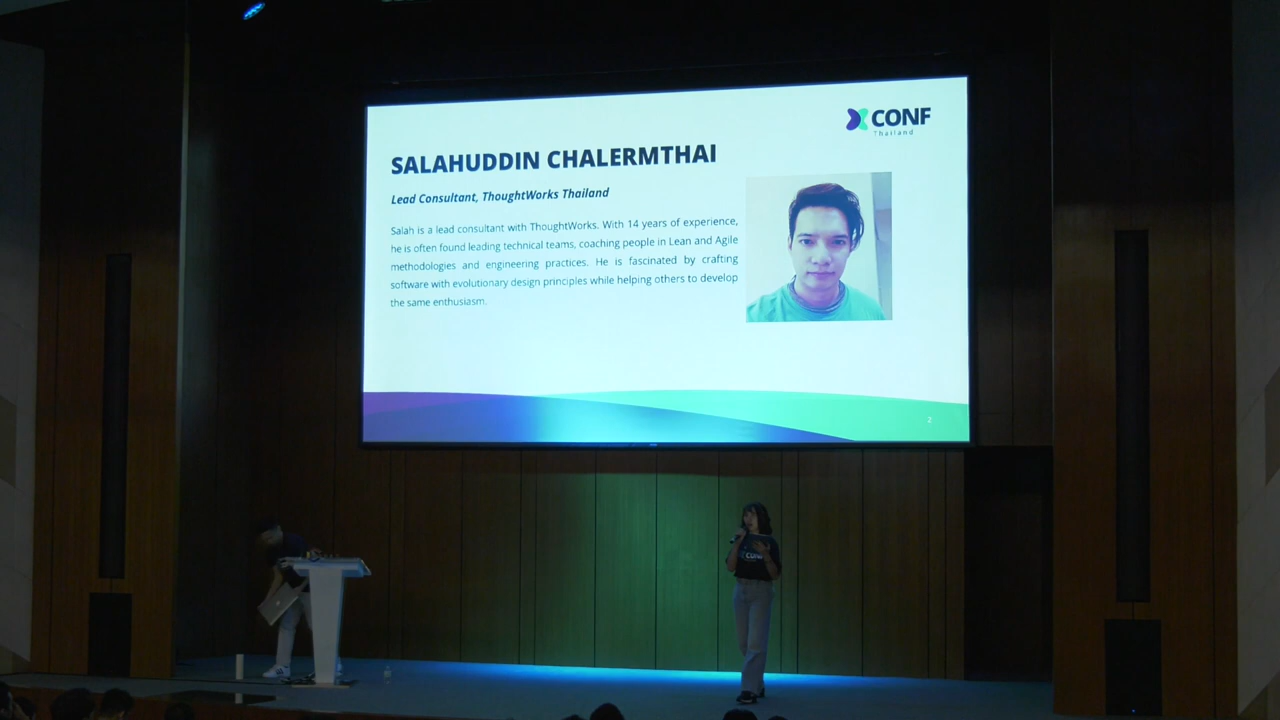 CONF
Thailand
SALAHUDDIN CHALERMTHAI
Lead Consultant, ThoughtWorks Thailand
Salah is a lead consultant with ThoughtWorks. With 14 years of experience,
he is often found leading technical teams, coaching people in Lean and Agile
methodologies and engineering practices. He is fascinated by crafting
software with evolutionary design principles while helping others to develop
the same enthusiasm.
2
CONF